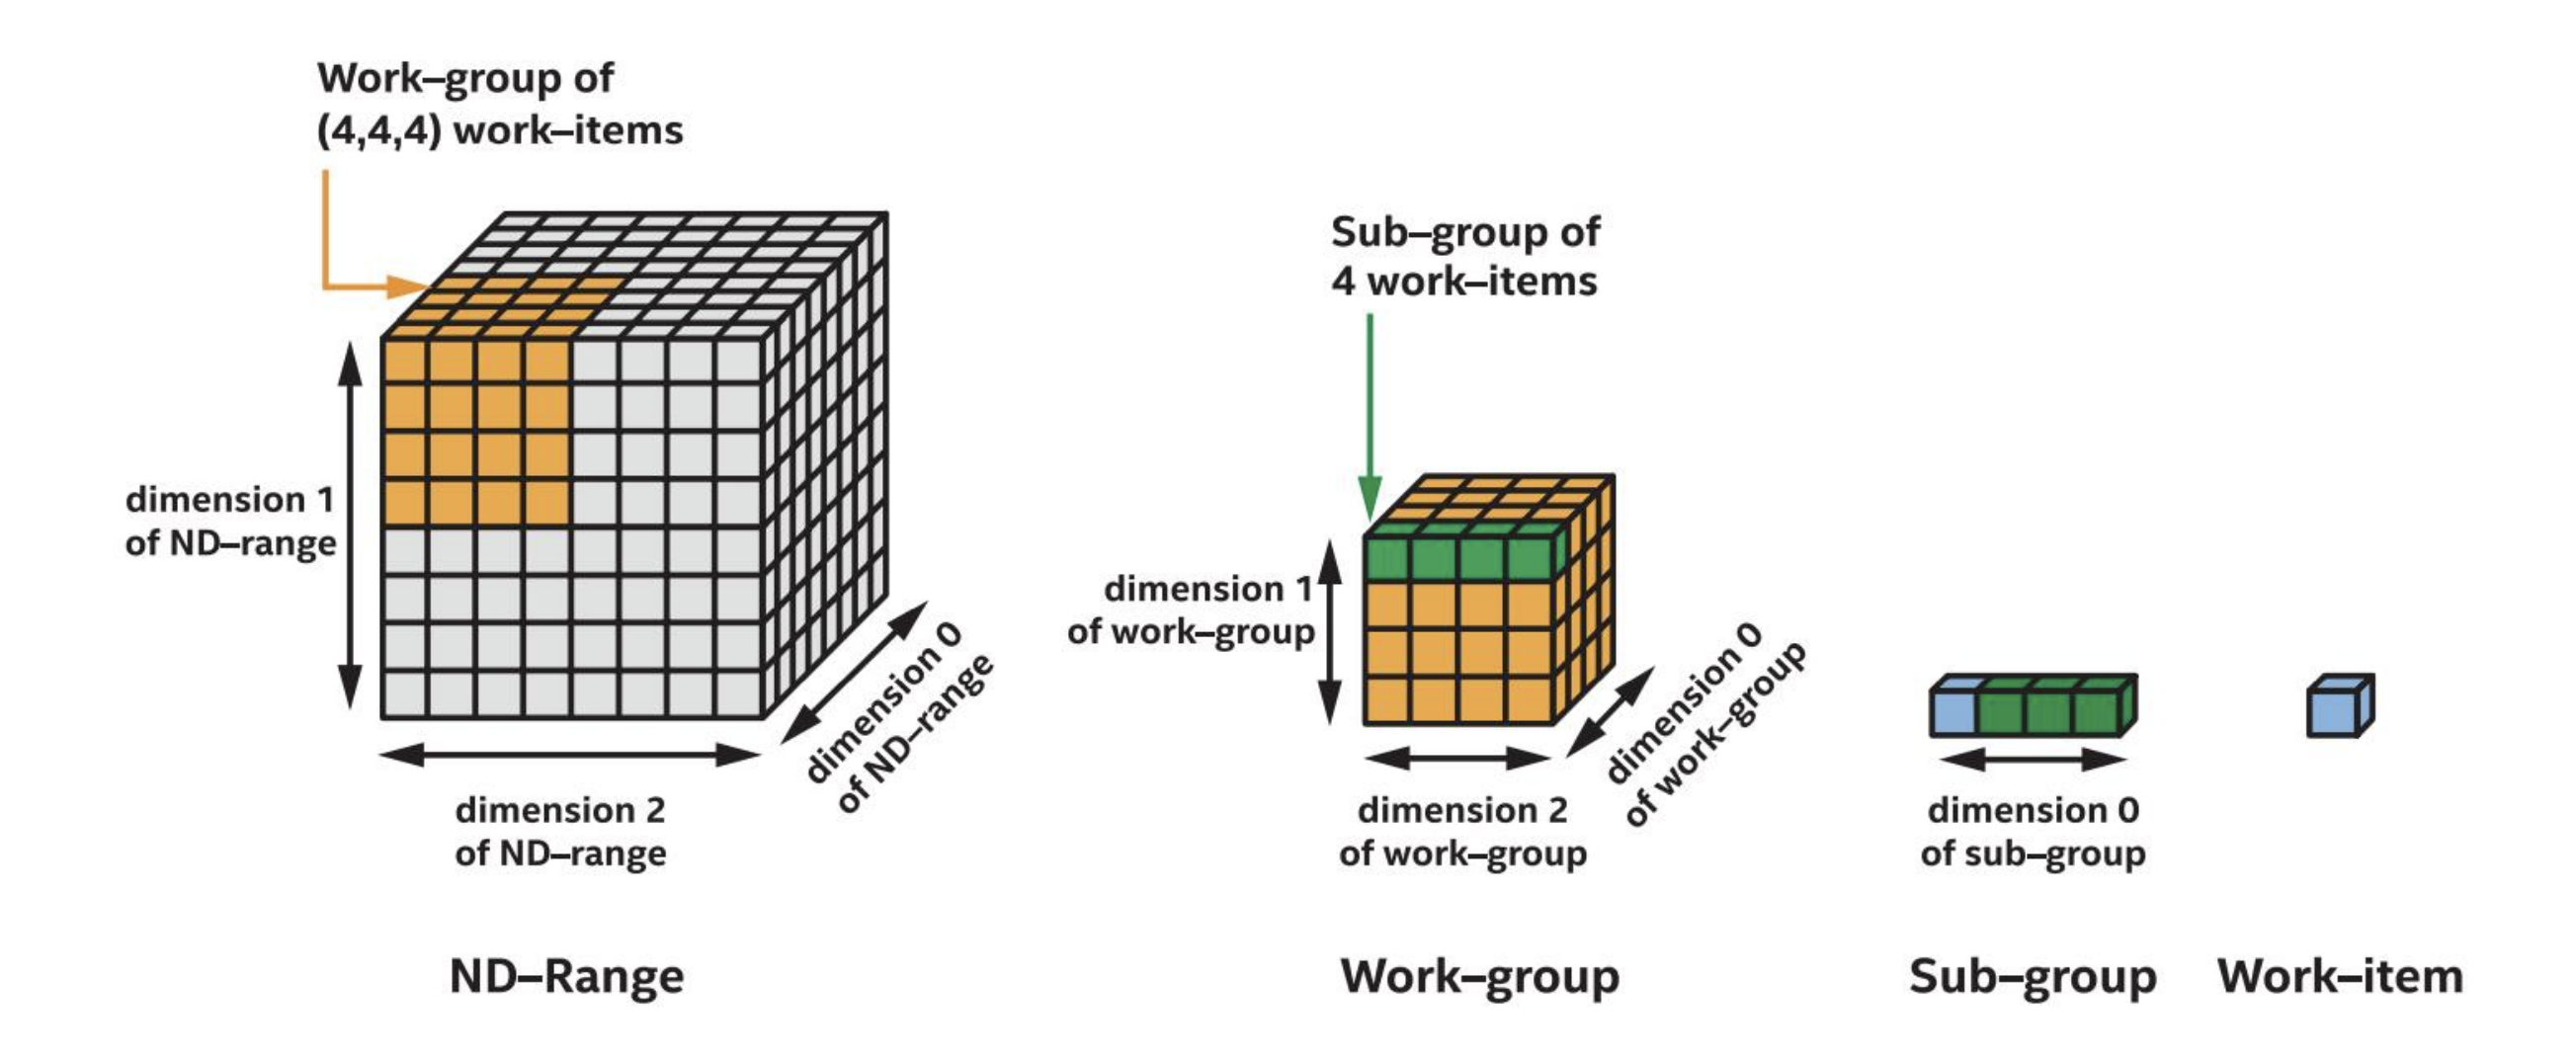 Work–group of
(4,4,4) work–items
dimension 1
of ND–range
dimension 2
of ND–range
dimension 0
of ND–range
ND–Range
Sub–group of
4 work–items
dimension 1
of work–group
dimension 2
of work–group
dimension 0
of work–group
Work–group
dimension 0
of sub–group
Sub–group
Work–item